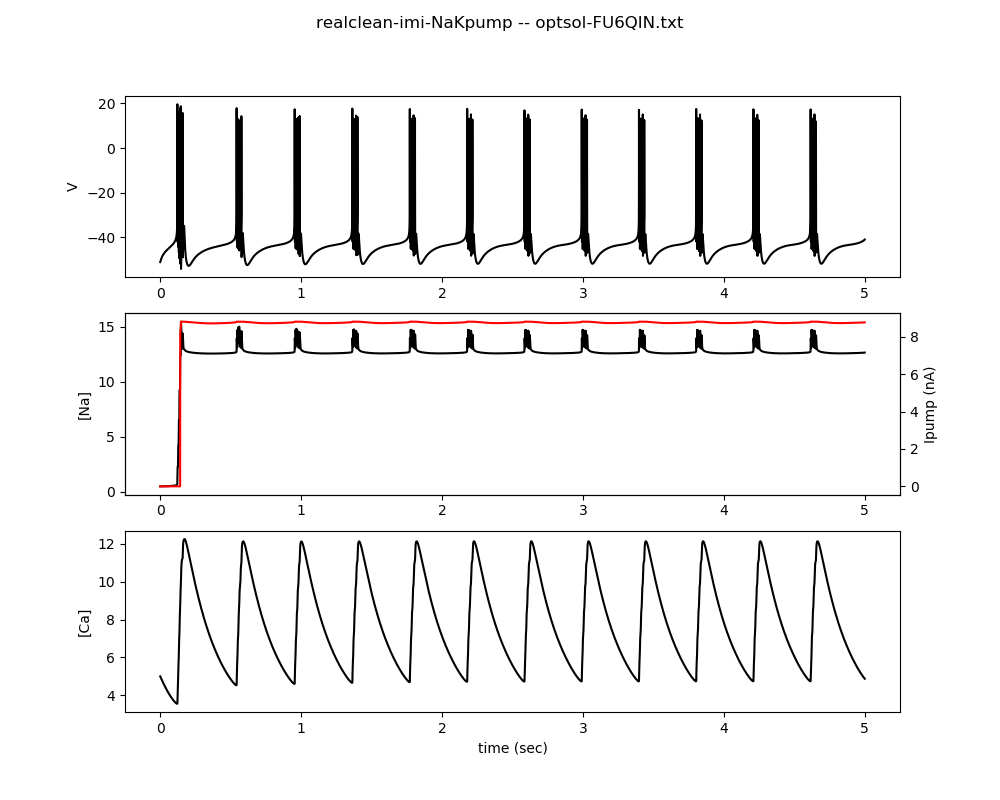 realclean-imi-NaKpump -- optsol-FU6QIN.txt
20
0
−20
−40
V
0 1 2 3 4 5
15
10
5
0
[Na]
8
6
4
2
0
Ipump (nA)
0 1 2 3 4 5
12
10
8
6
4
[Ca]
0 1 2 3 4 5
time (sec)